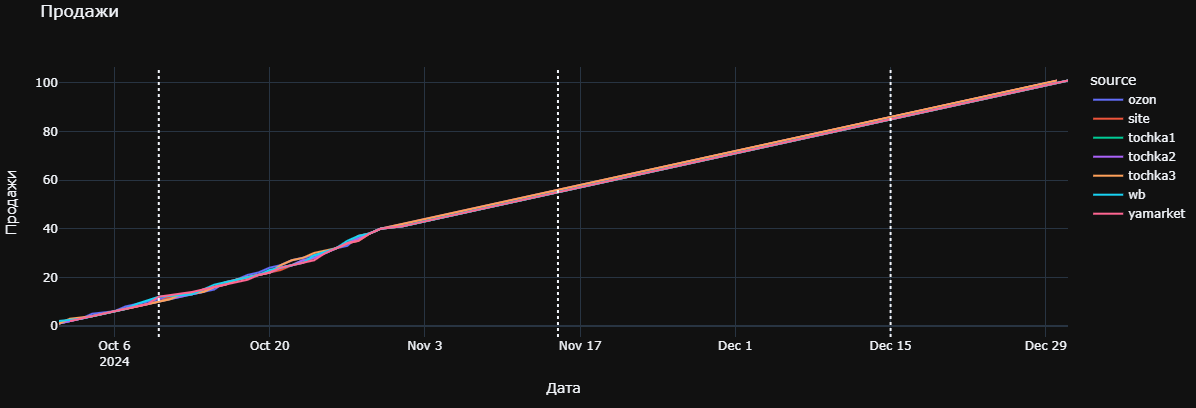 Продажи
100
80
60
40
20
0
Продажи
Oct 6
2024
Oct 20
Nov 3
Nov 17
Dec 1
Dec 15
Dec 29
Дата
source
ozon
site
tochka1
tochka2
tochka3
wb
yamarket